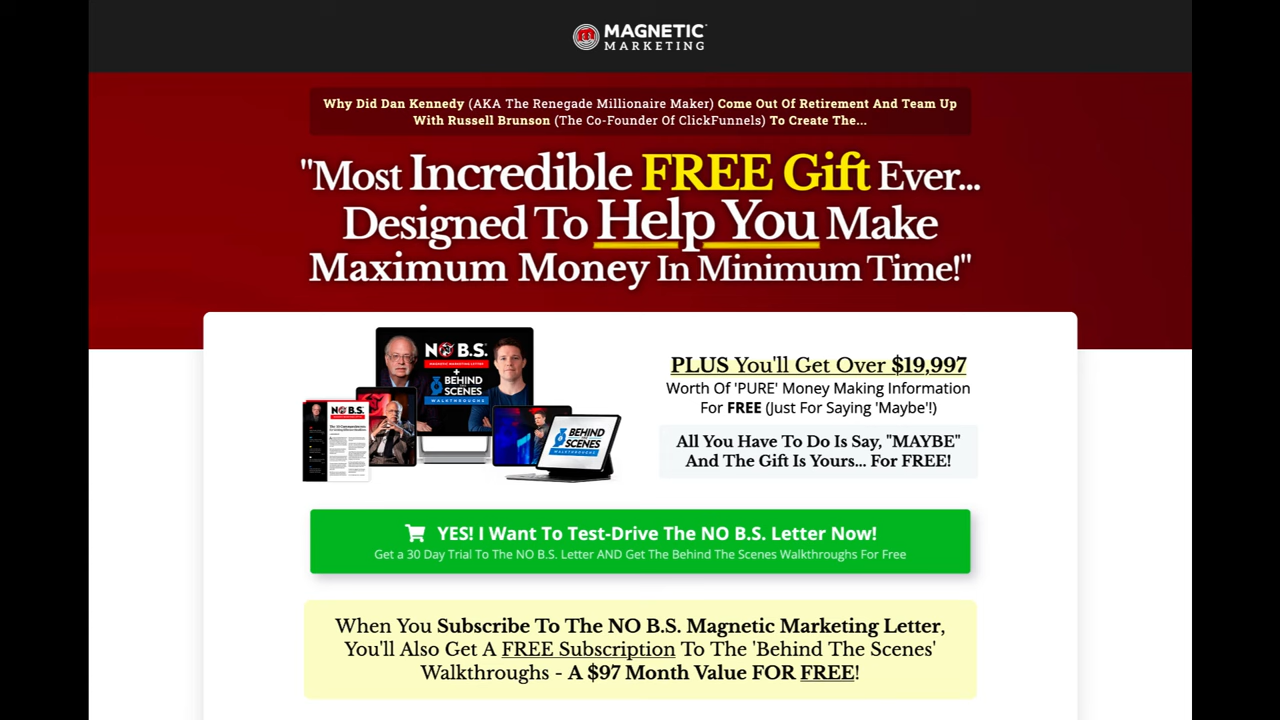 MAGNETIC
MARKETING
Why Did Dan Kennedy (AKA The Renegade Millionaire Maker) Come Out Of Retirement And Team Up
With Russell Brunson (The Co-Founder Of ClickFunnels) To Create The...
"Most Incredible FREE Gift Ever...
Designed To Help You Make
Maximum Money In Minimum Time!"
NO B.S.
MAGNETIC MARKETING LETTER
+
BEHIND
THE
SCENES
WALKTHROUGHS
NO B.S.
BEHIND
THE
SCENES
WALKTHROUGHS
PLUS You'll Get Over $19,997
Worth Of 'PURE' Money Making Information
For FREE (Just For Saying 'Maybe'!)
All You Have To Do Is Say, "MAYBE"
And The Gift Is Yours... For FREE!
YES! I Want To Test-Drive The NO B.S. Letter Now!
Get a 30 Day Trial To The NO B.S. Letter AND Get The Behind The Scenes Walkthroughs For Free
When You Subscribe To The NO B.S. Magnetic Marketing Letter,
You'll Also Get A FREE Subscription To The 'Behind The Scenes'
Walkthroughs - A $97 Month Value FOR FREE!